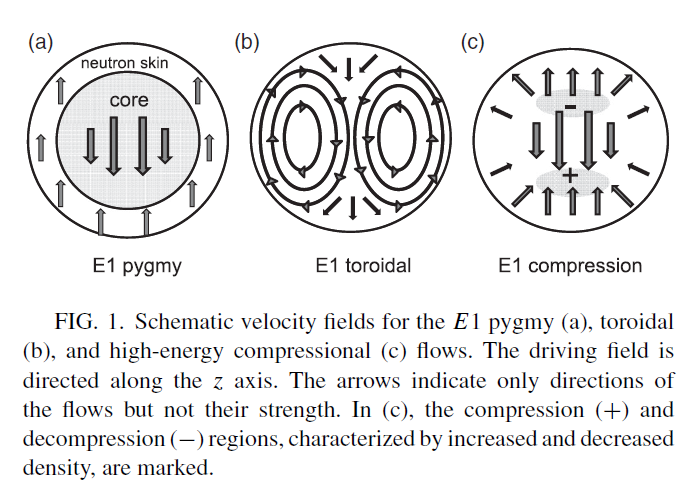 (a)
(b)
(c)
neutron skin
core
-
+
E1 pygmy
E1 toroidal
E1 compression
FIG. 1. Schematic velocity fields for the E1 pygmy (a), toroidal
(b), and high-energy compressional (c) flows. The driving field is
directed along the z axis. The arrows indicate only directions of
the flows but not their strength. In (c), the compression (+) and
decompression (−) regions, characterized by increased and decreased
density, are marked.